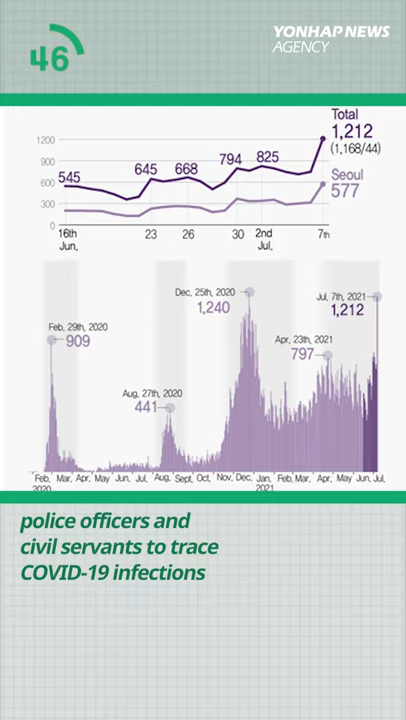 46
YONHAP NEWS
AGENCY
Total
1,212
(1,168/44)
1200
900
600
300
0
545
645
668
794
825
Seoul
577
16th
Jun.
23
26
30
2nd
Jul.
7th
Dec, 25th, 2020
1,240
Jul, 7th, 2021
1,212
Feb, 29th, 2020
909
Apr, 23th, 2021
797
Aug, 27th, 2020
441
Feb, Mar, Apr, May Jun, Jul, Aug, Sept, Oct, Nov, Dec, Jan, Feb, Mar, Apr, May Jun, Jul,
2020
2021
police officers and
civil servants to trace
COVID-19 infections